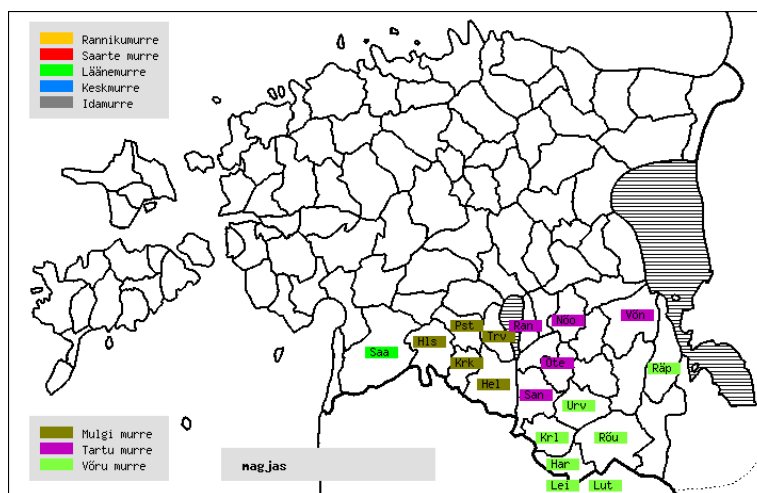 Rannikumurre
Saarte murre
Läänemurre
Keskmurre
Idamurre
Pst
Ran
Nõo
Võn
Hls
Trv
Saa
Krk
Ote
Räp
Hel
San
Urv
Krl
Rõu
Har
Lei
Lut
Mulgi murre
Tartu murre
Võru murre
magjas